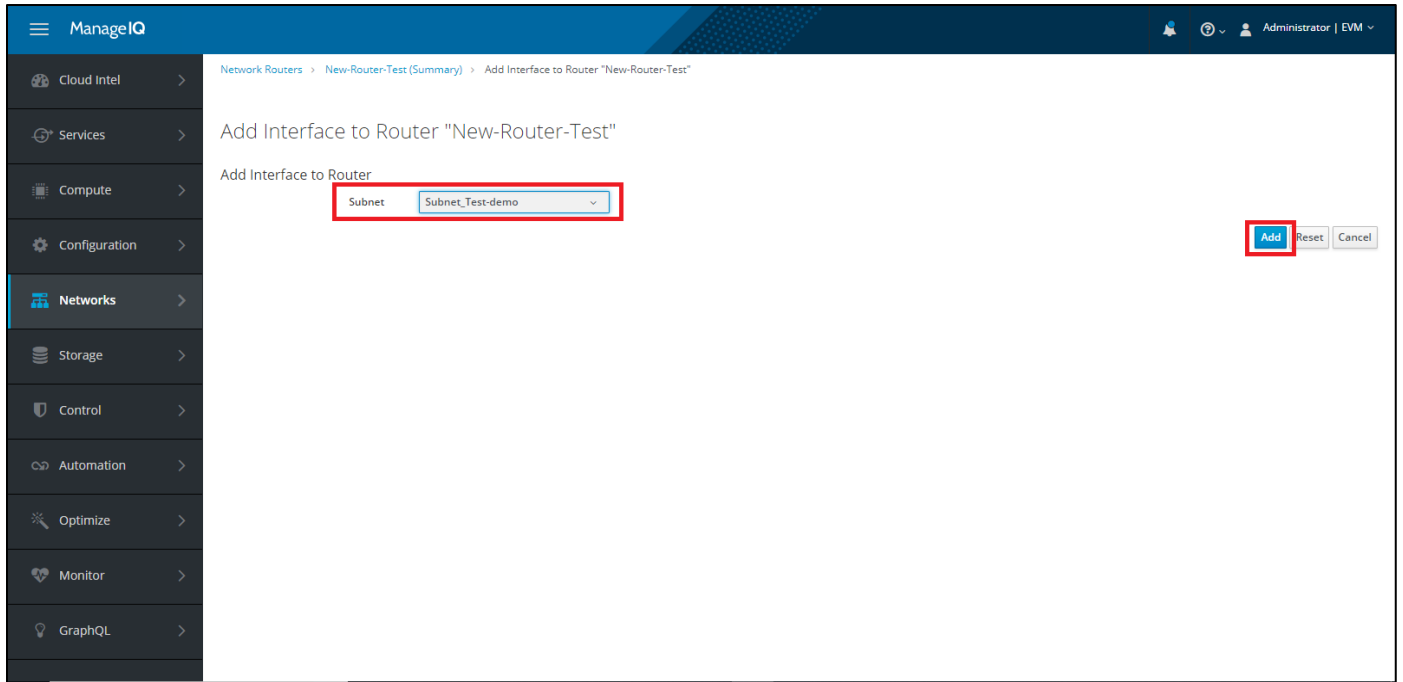 ManageIQ
Administrator | EVM
Cloud Intel
Services
Compute
Configuration
Networks
Storage
Control
Automation
Optimize
Monitor
GraphQL
Network Routers > New-Router-Test (Summary) > Add Interface to Router "New-Router-Test"
Add Interface to Router "New-Router-Test"
Add Interface to Router
Subnet Subnet_Test-demo
Add Reset Cancel